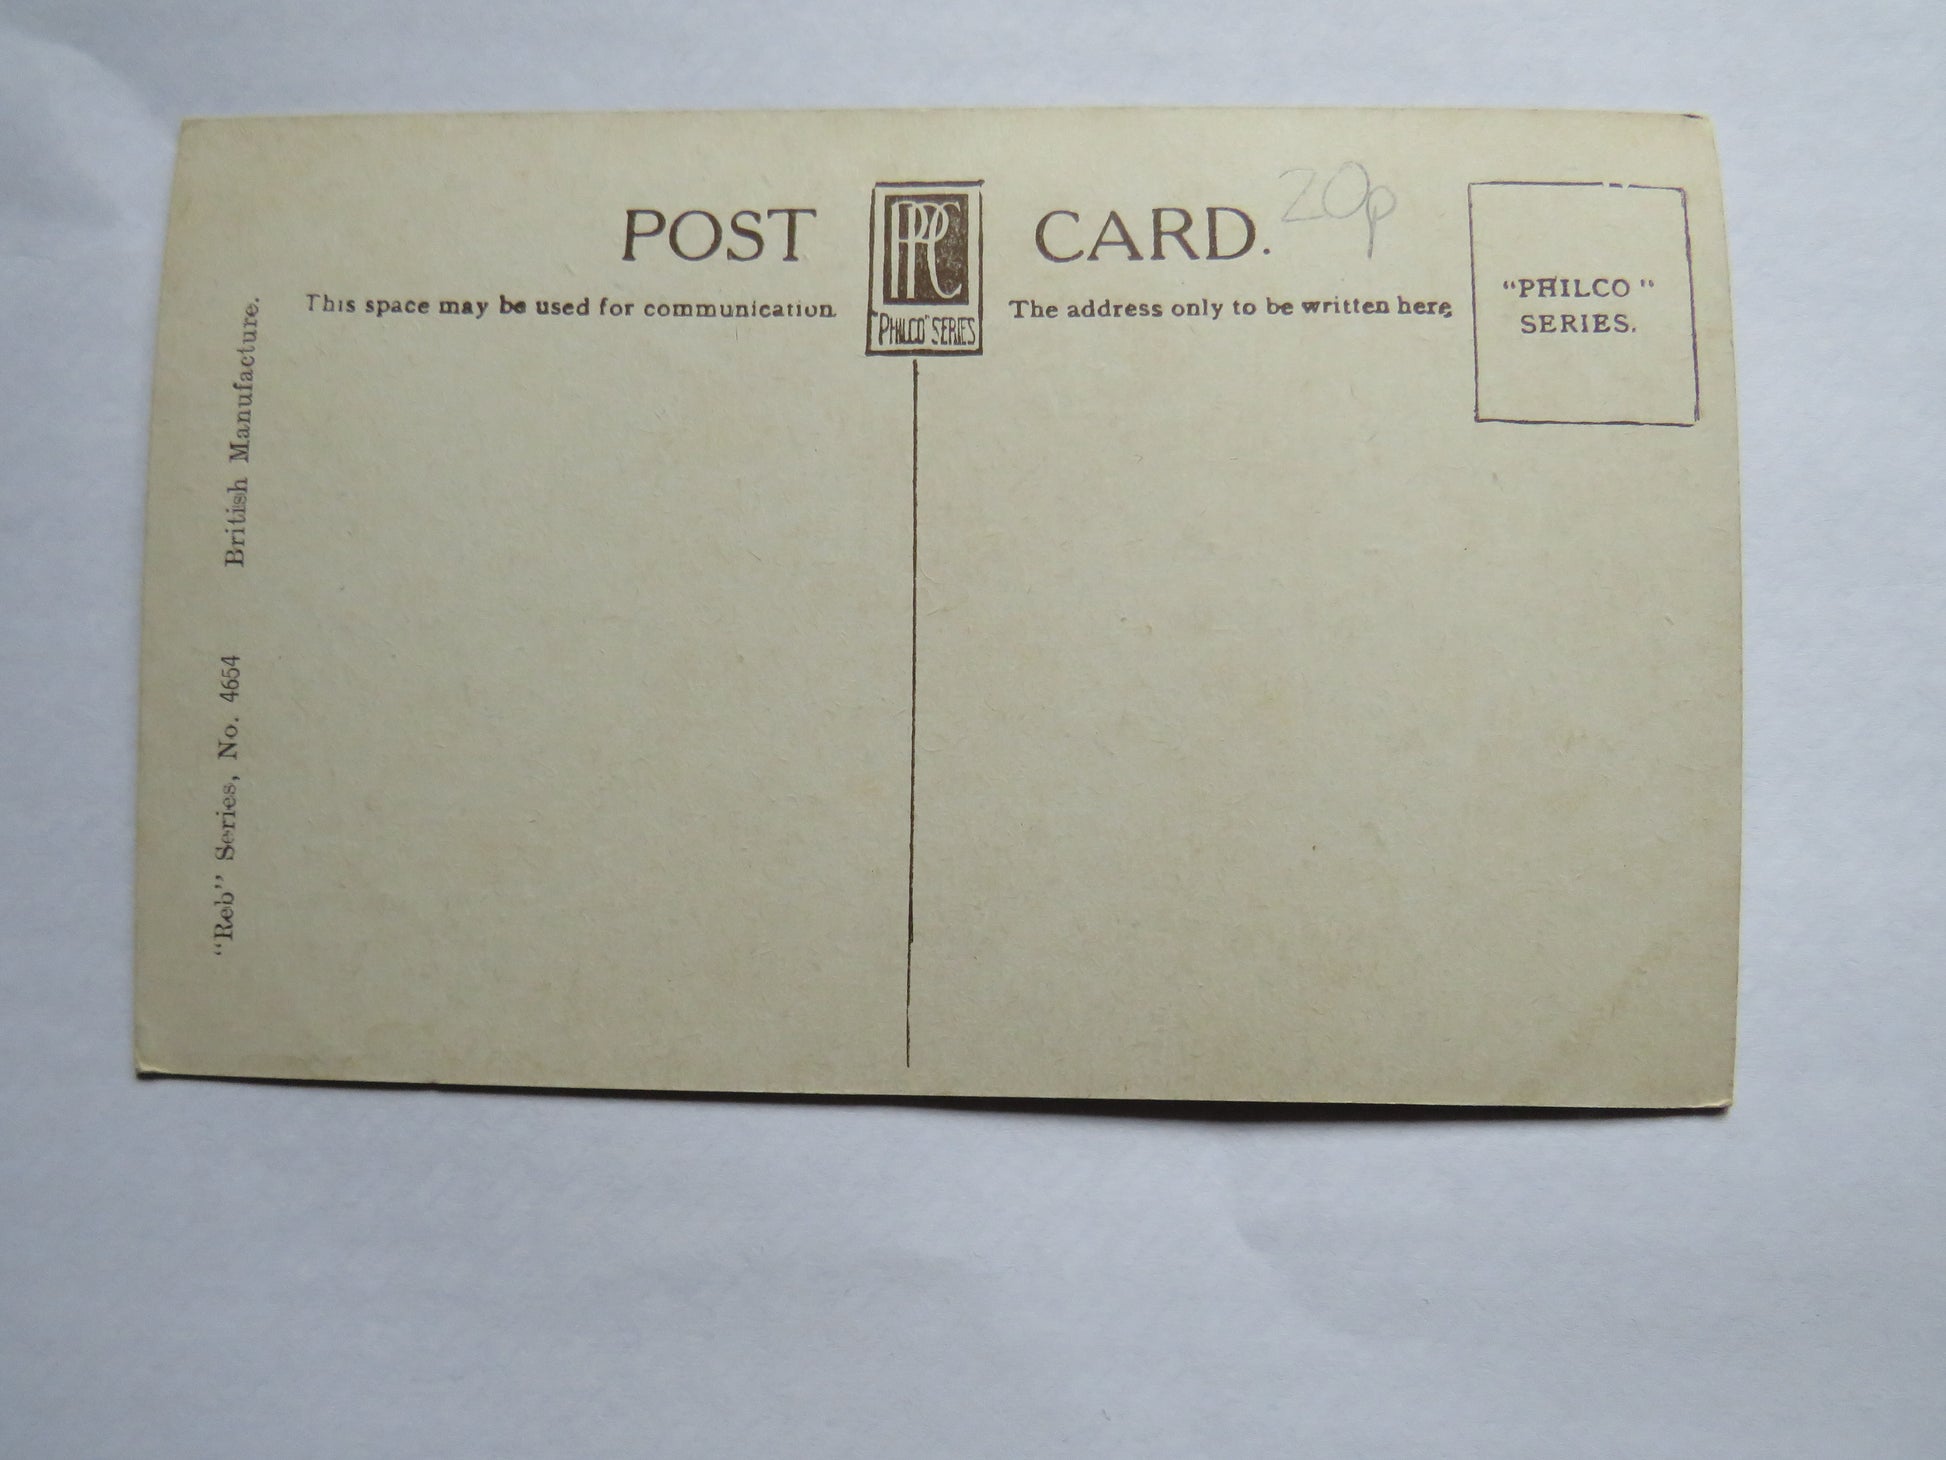 POST CARD.
20p
PPC
"PHILCO" SERIES
This space may be used for communication.
The address only to be written here.
"PHILCO"
SERIES.
"Reb" Series, No. 4654 British Manufacture.